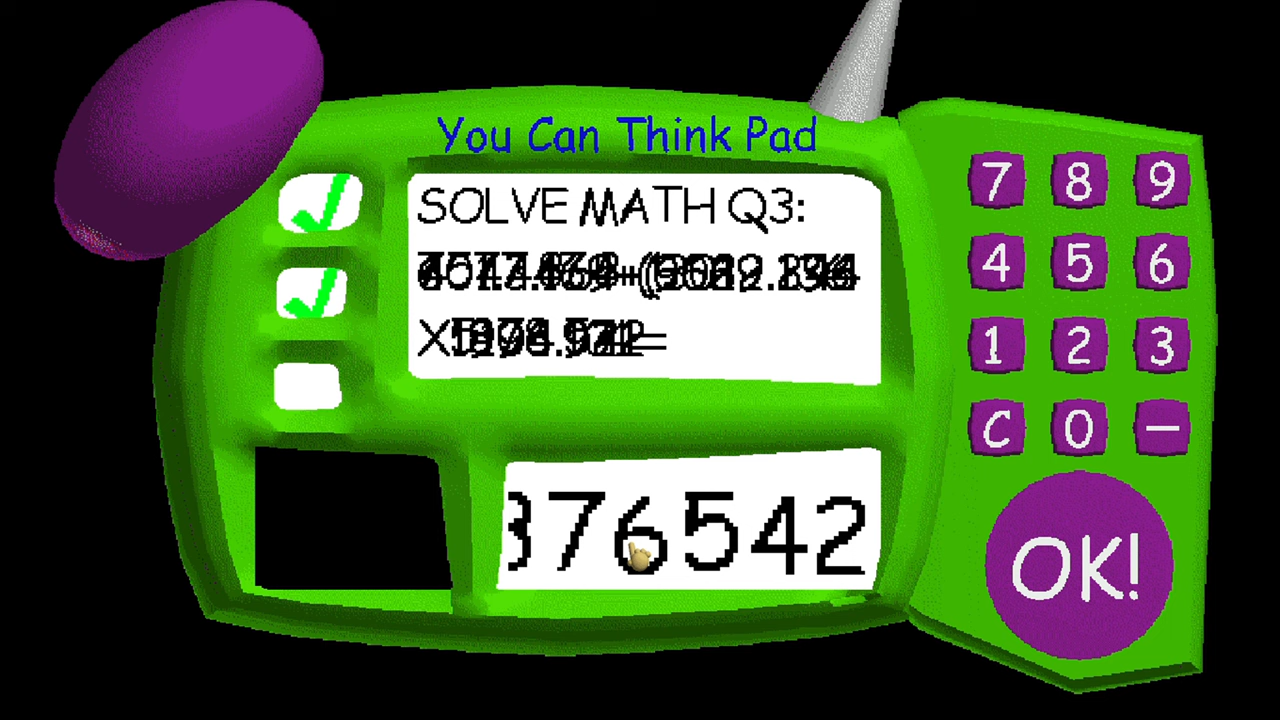 You Can Think Pad
SOLVE MATH Q3:
376542
7 8 9
4 5 6
1 2 3
C 0 −
OK!